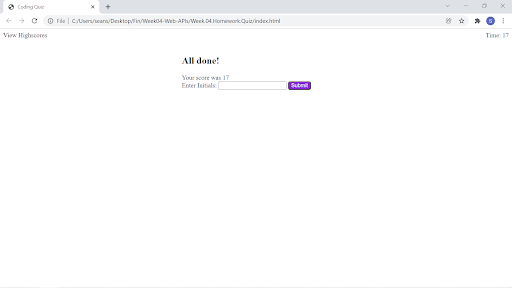 Coding Quiz
File | C:/Users/seans/Desktop/Fin/Week04-Web-APIs/Week.04.Homework.Quiz/index.html
View Highscores
Time: 17
All done!
Your score was 17
Enter Initials:
Submit